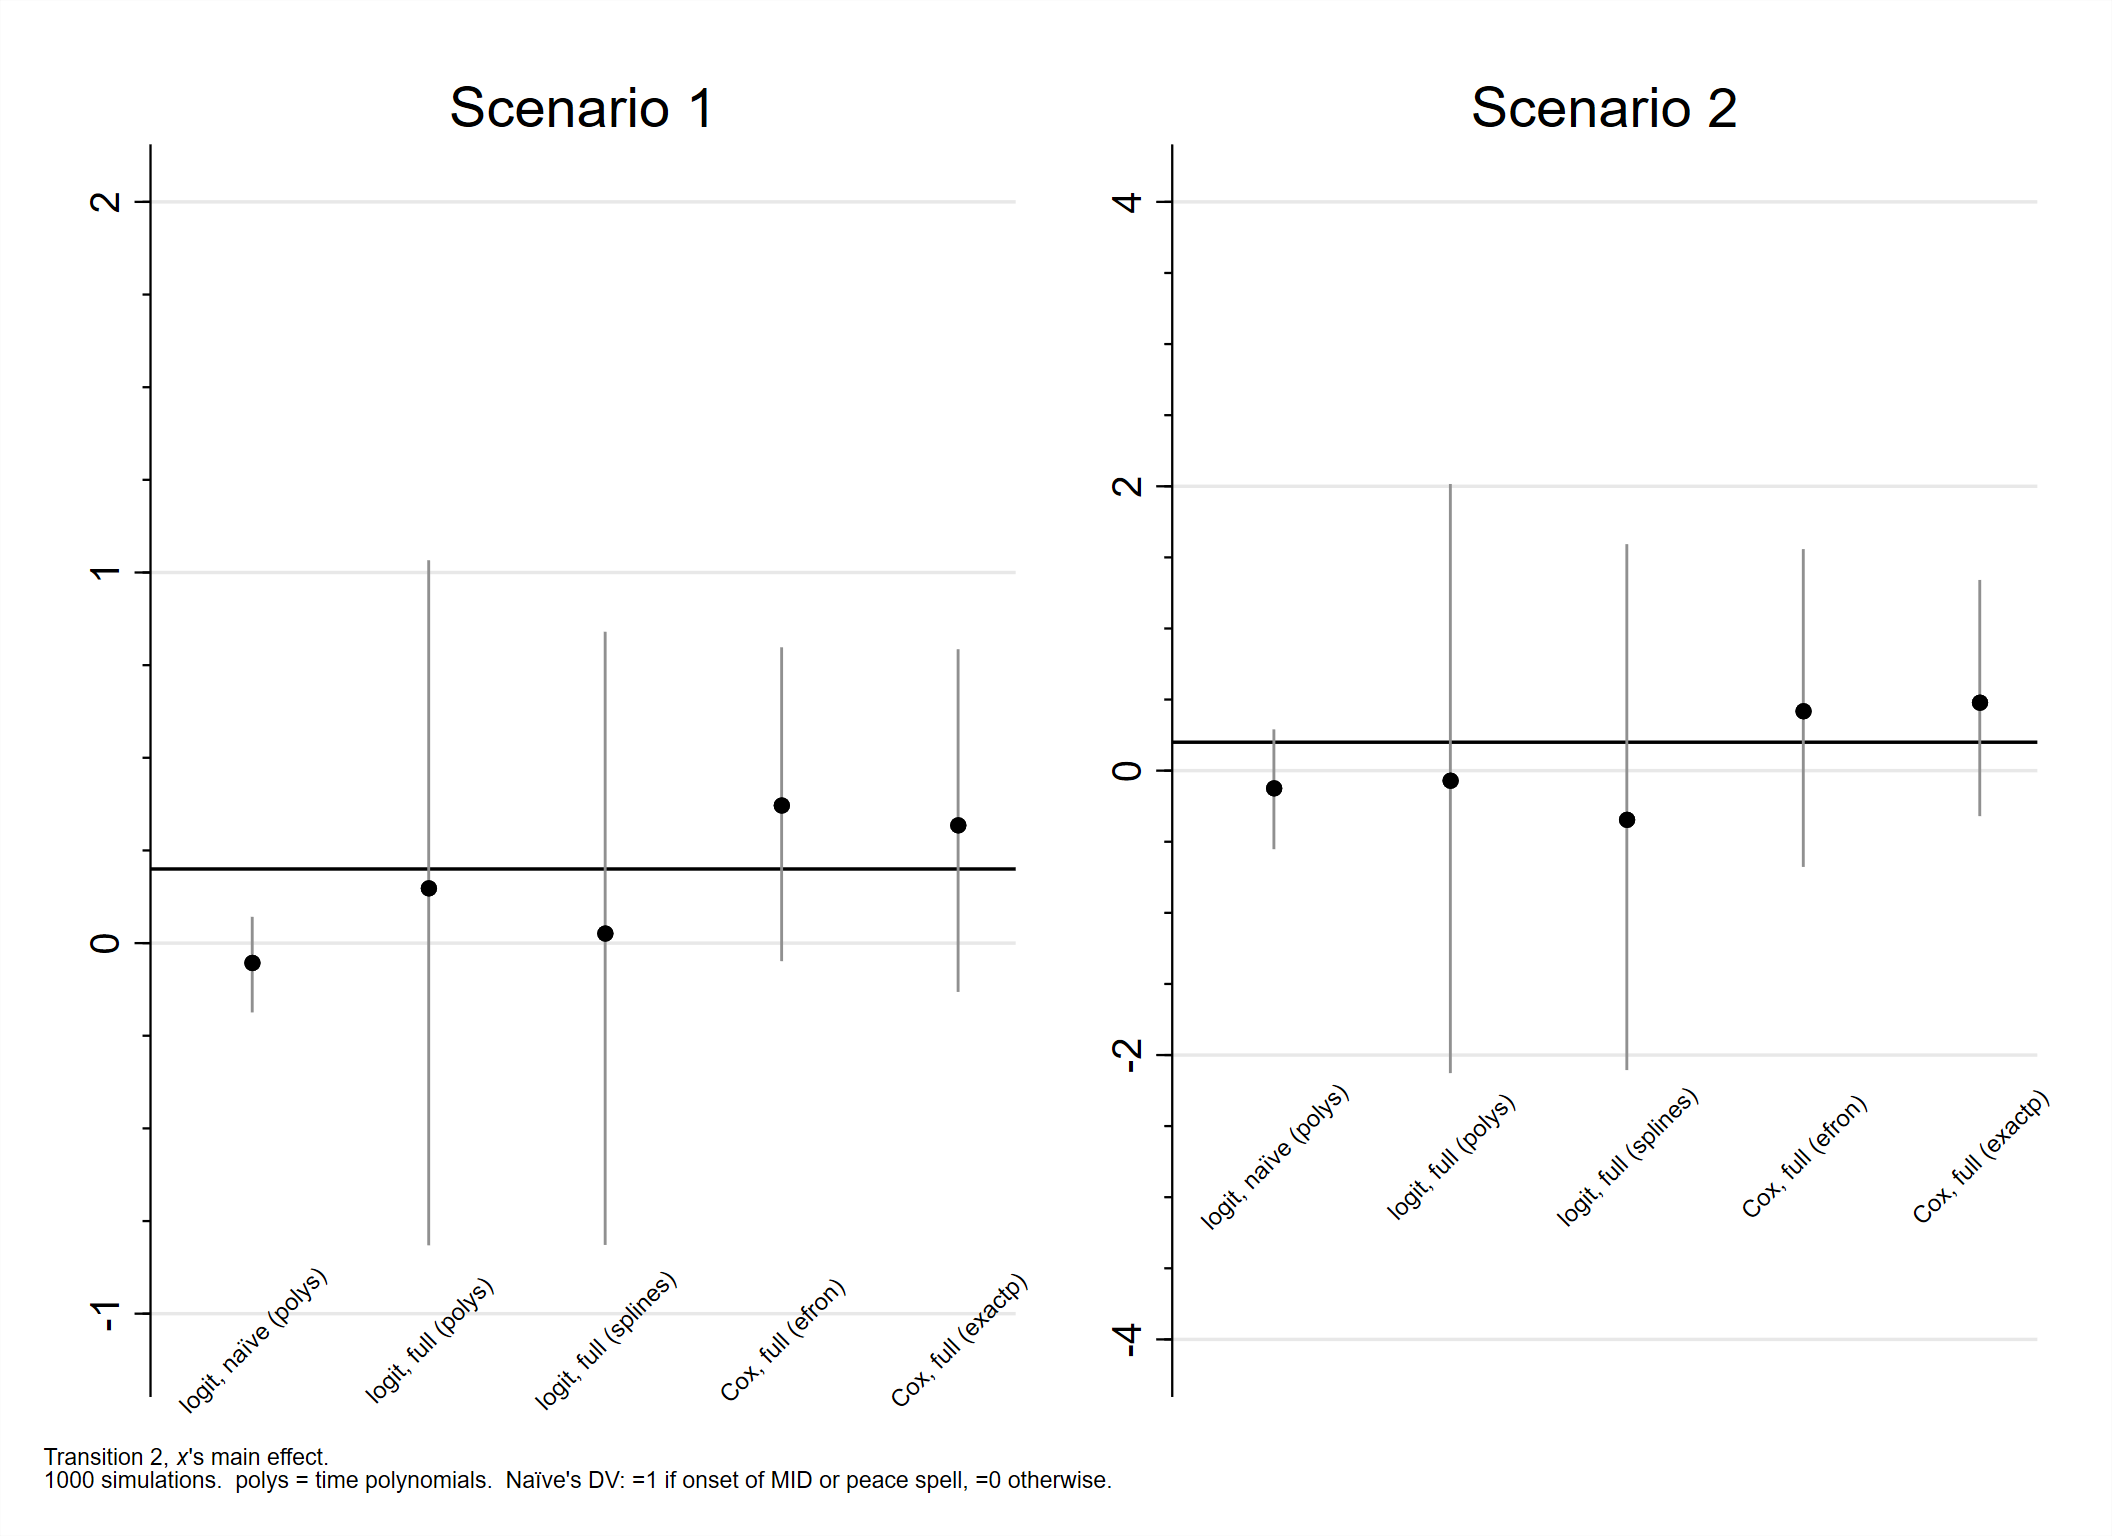 Scenario 1
2
1
0
-1
logit, naïve (polys)
logit, full (polys)
logit, full (splines)
Cox, full (efron)
Cox, full (exactp)
Scenario 2
4
2
0
-2
-4
logit, naïve (polys)
logit, full (polys)
logit, full (splines)
Cox, full (efron)
Cox, full (exactp)
Transition 2, x's main effect.
1000 simulations.  polys = time polynomials.  Naïve's DV: =1 if onset of MID or peace spell, =0 otherwise.